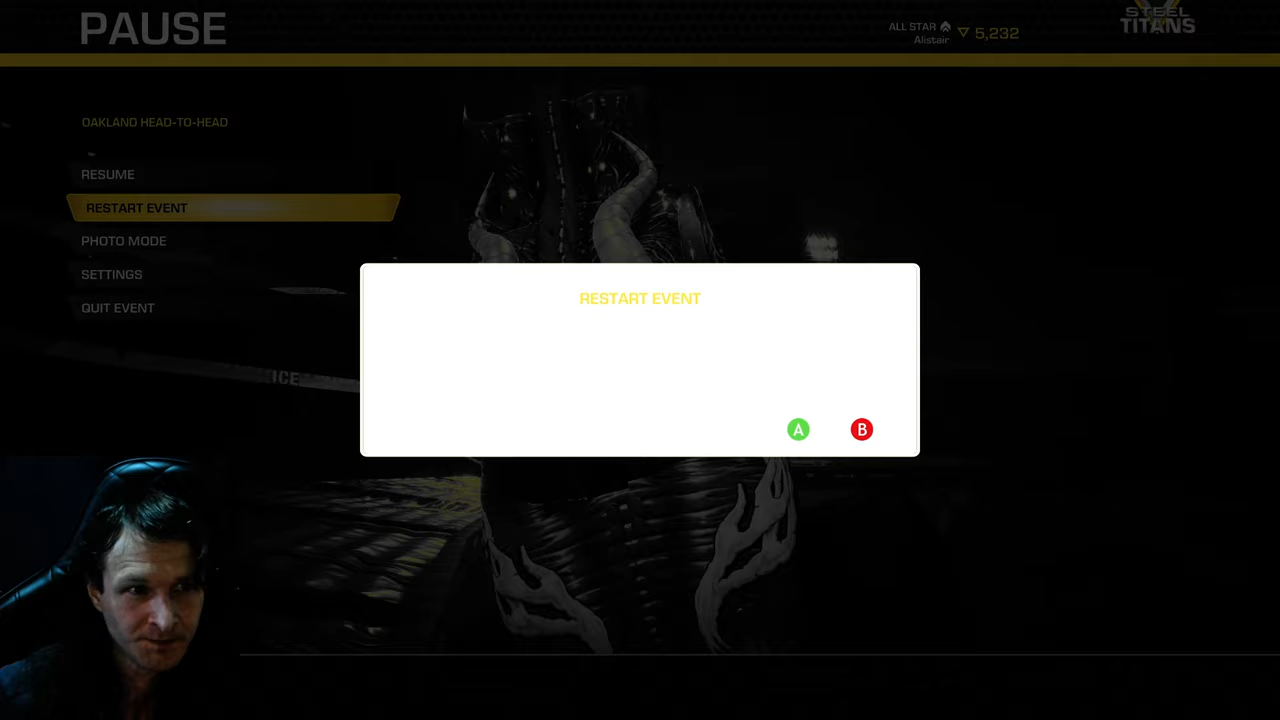 PAUSE
ALL STAR
Alistair
5,232
STEEL
TITANS
OAKLAND HEAD-TO-HEAD
RESUME
RESTART EVENT
PHOTO MODE
SETTINGS
QUIT EVENT
RESTART EVENT
A B
ICE